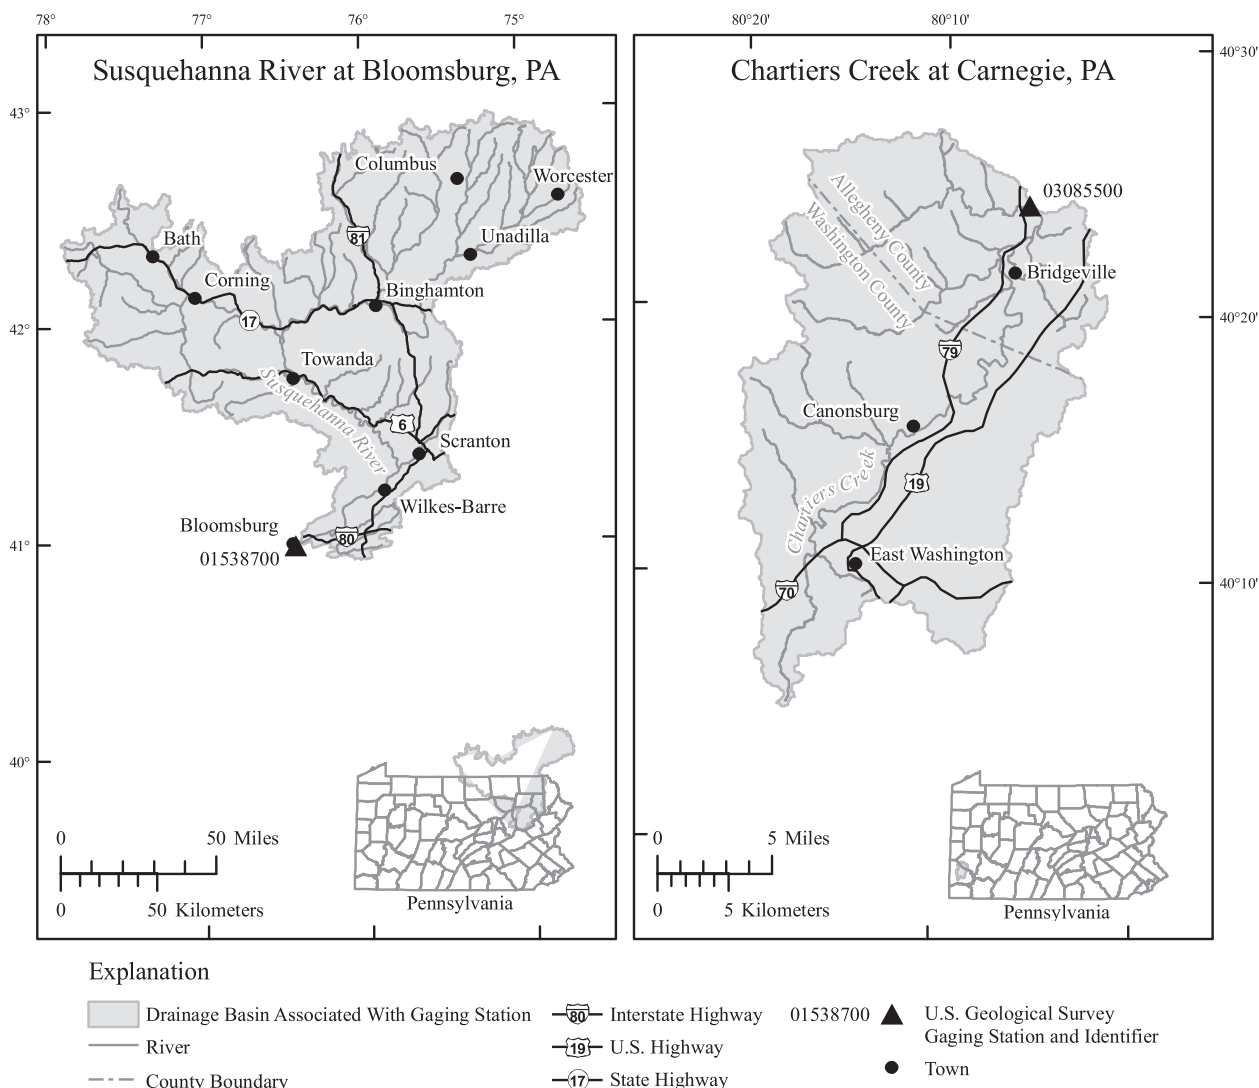 78°
77°
76°
75°
80°20'
80°10'
40°30'
Susquehanna River at Bloomsburg, PA
Chartiers Creek at Carnegie, PA
43°
Columbus
Worcester
03085500
Allegheny County
Washington County
81
Unadilla
Bath
Bridgeville
Corning
Binghamton
42°
17
40°20'
79
Towanda
Susquehanna River
6
Canonsburg
Scranton
Chartiers Creek
19
Wilkes-Barre
Bloomsburg
41°
80
01538700
East Washington
70
40°10'
40°
0
50 Miles
0
50 Kilometers
Pennsylvania
0
5 Miles
0
5 Kilometers
Pennsylvania
Explanation
Drainage Basin Associated With Gaging Station
River
County Boundary
80
Interstate Highway
19
U.S. Highway
17
State Highway
01538700
U.S. Geological Survey
Gaging Station and Identifier
Town